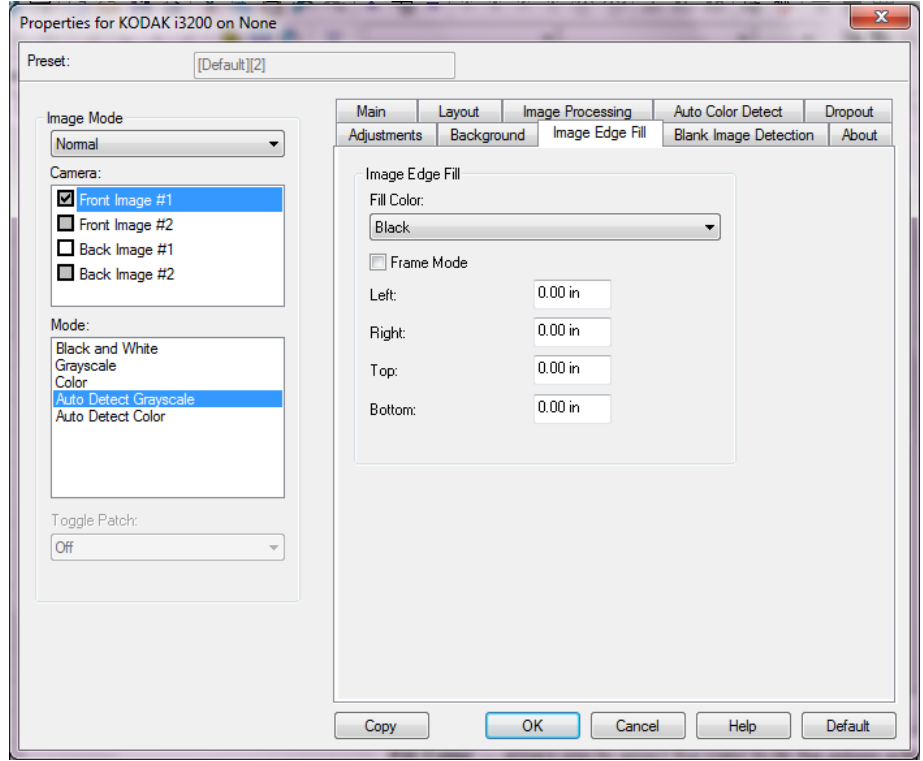 Properties for KODAK i3200 on None
Preset:
[Default][2]
Image Mode
Normal
Camera:
Front Image #1
Front Image #2
Back Image #1
Back Image #2
Mode:
Black and White
Grayscale
Color
Auto Detect Grayscale
Auto Detect Color
Toggle Patch:
Off
Main Layout Image Processing Auto Color Detect Dropout
Adjustments Background Image Edge Fill Blank Image Detection About
Image Edge Fill
Fill Color:
Black
Frame Mode
Left: 0.00 in
Right: 0.00 in
Top: 0.00 in
Bottom: 0.00 in
Copy OK Cancel Help Default